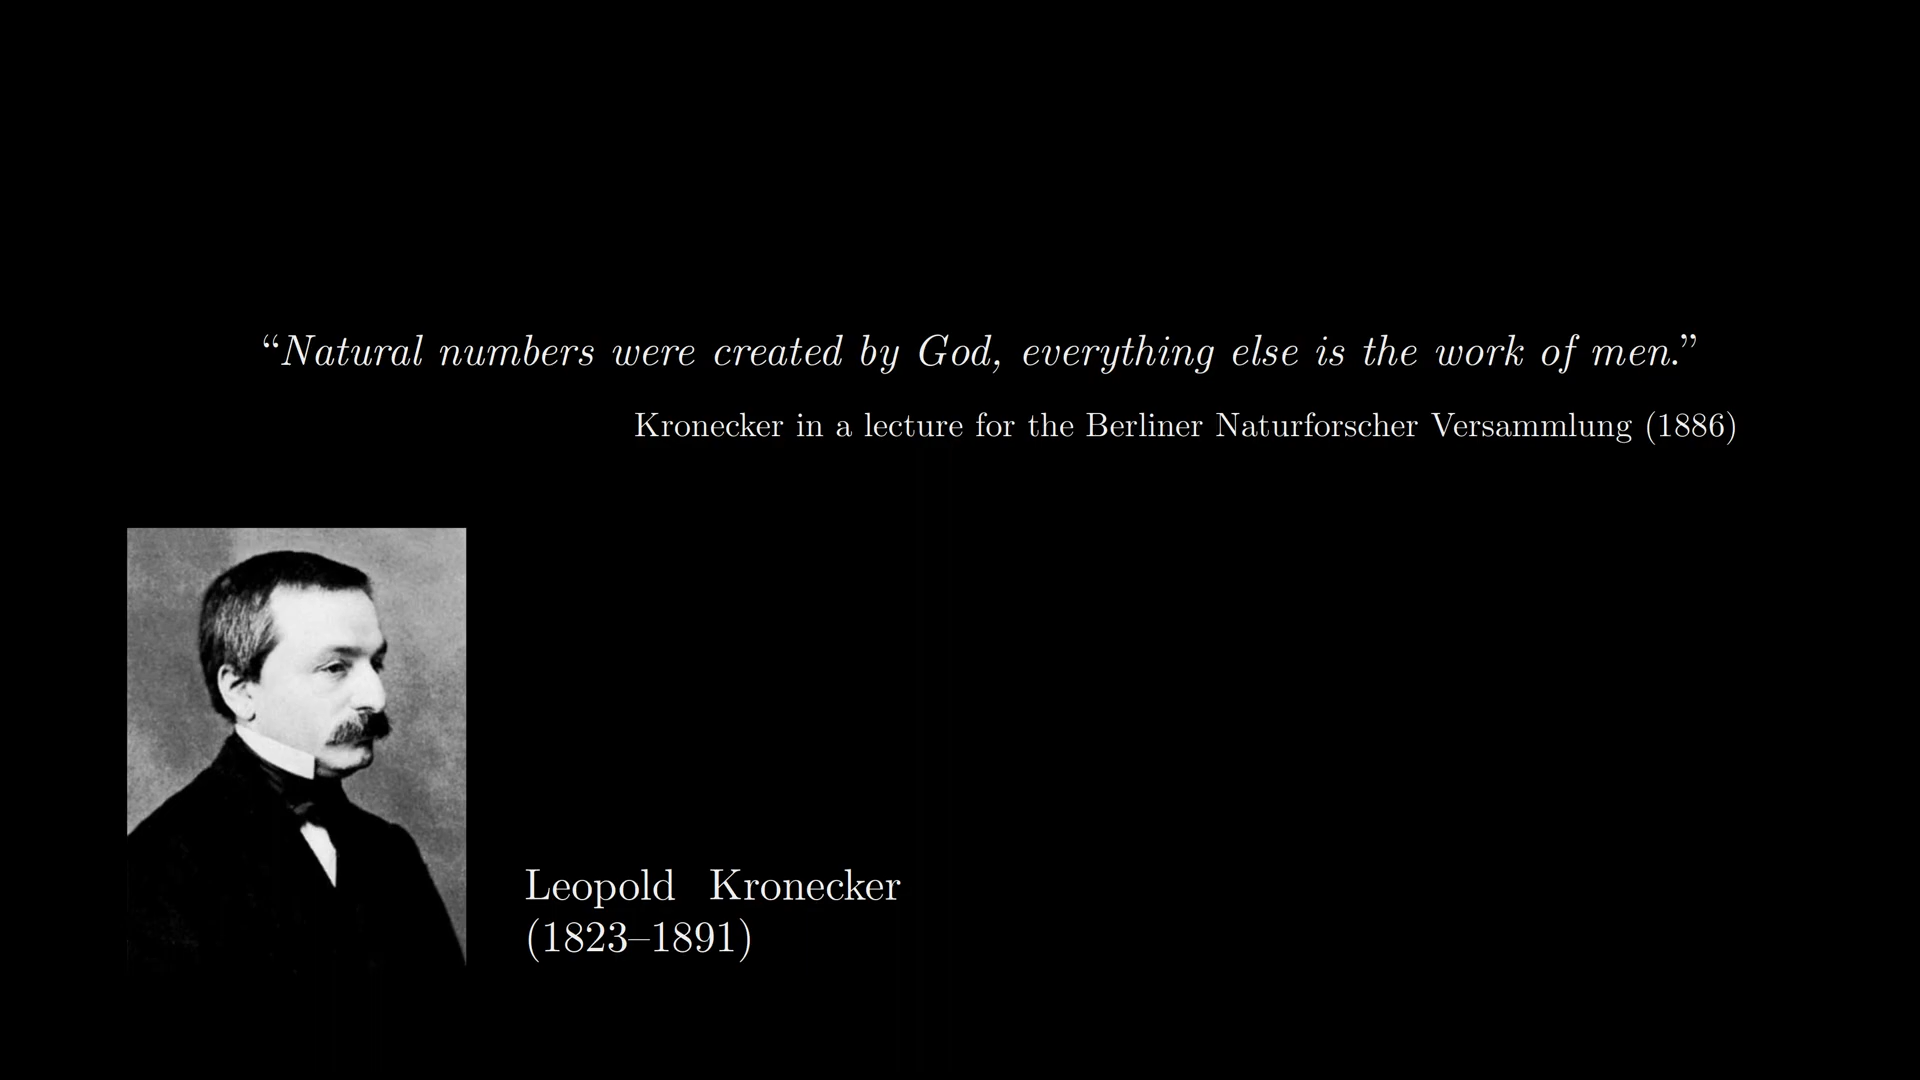 “Natural numbers were created by God, everything else is the work of men.”
Kronecker in a lecture for the Berliner Naturforscher Versammlung (1886)
Leopold Kronecker
(1823–1891)